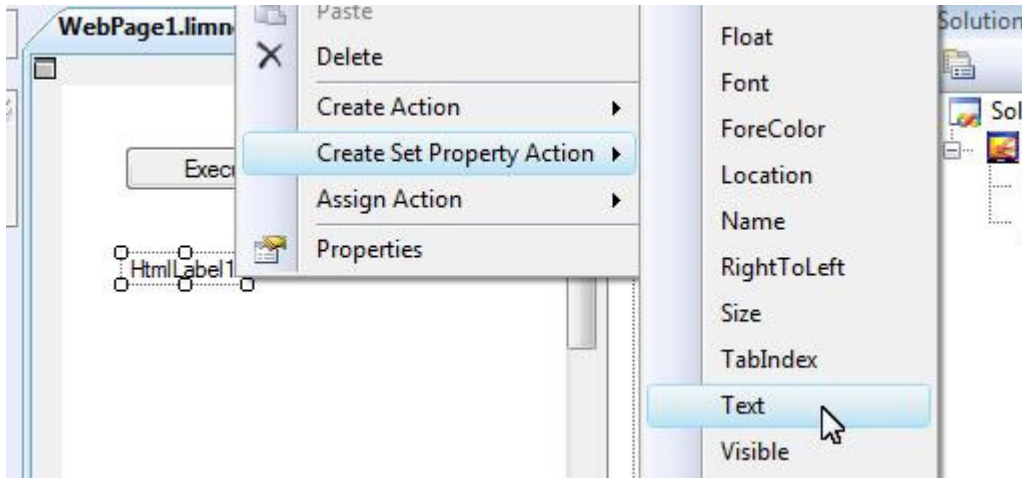 WebPage1.limn
Paste
Delete
Create Action
Create Set Property Action
Assign Action
Properties
Execu
HtmlLabel1
Float
Font
ForeColor
Location
Name
RightToLeft
Size
TabIndex
Text
Visible
Solution
Sol